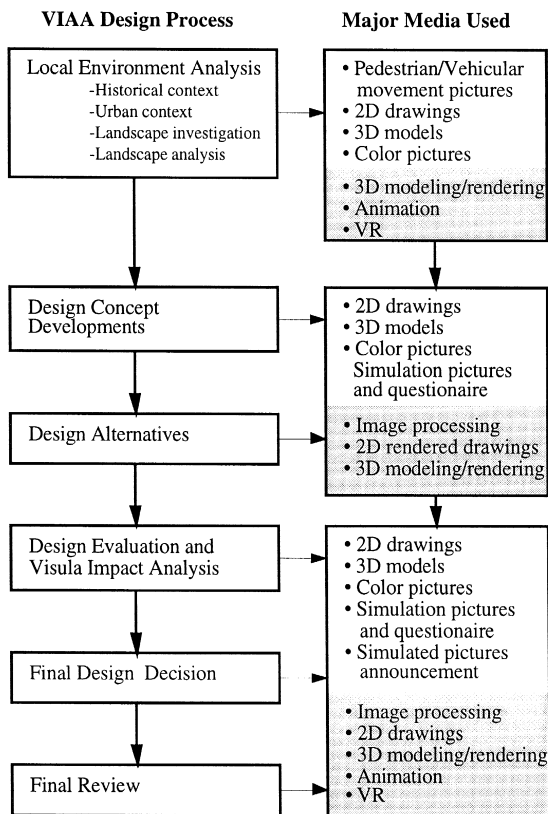 VIAA Design Process
Major Media Used
Local Environment Analysis
-Historical context
-Urban context
-Landscape investigation
-Landscape analysis
• Pedestrian/Vehicular
movement pictures
• 2D drawings
• 3D models
• Color pictures
• 3D modeling/rendering
• Animation
• VR
Design Concept
Developments
• 2D drawings
• 3D models
• Color pictures
Simulation pictures
and questionaire
Design Alternatives
• Image processing
• 2D rendered drawings
• 3D modeling/rendering
Design Evaluation and
Visula Impact Analysis
• 2D drawings
• 3D models
• Color pictures
• Simulation pictures
and questionaire
• Simulated pictures
announcement
Final Design Decision
• Image processing
• 2D drawings
• 3D modeling/rendering
• Animation
• VR
Final Review